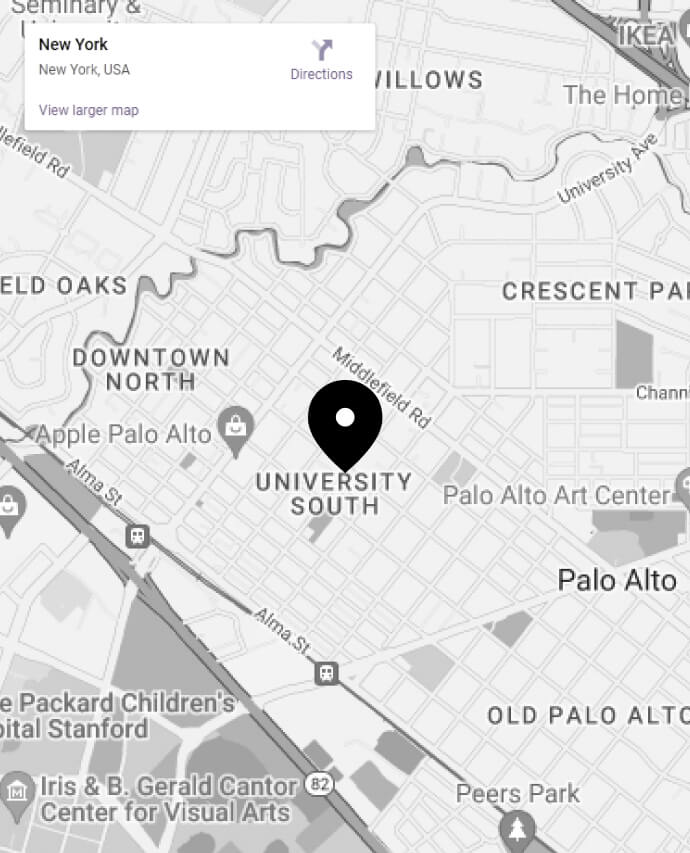 Seminary &
New York
New York, USA
Directions
View larger map
WILLOWS
IKEA
The Home
lefield Rd
University Ave
ELD OAKS
CRESCENT PAR
DOWNTOWN
NORTH
Middlefield Rd
Chann
Apple Palo Alto
Alma St
UNIVERSITY
SOUTH
Palo Alto Art Center
Palo Alto
Alma St
e Packard Children's
pital Stanford
OLD PALO ALTO
82
Iris & B. Gerald Cantor
Center for Visual Arts
Peers Park